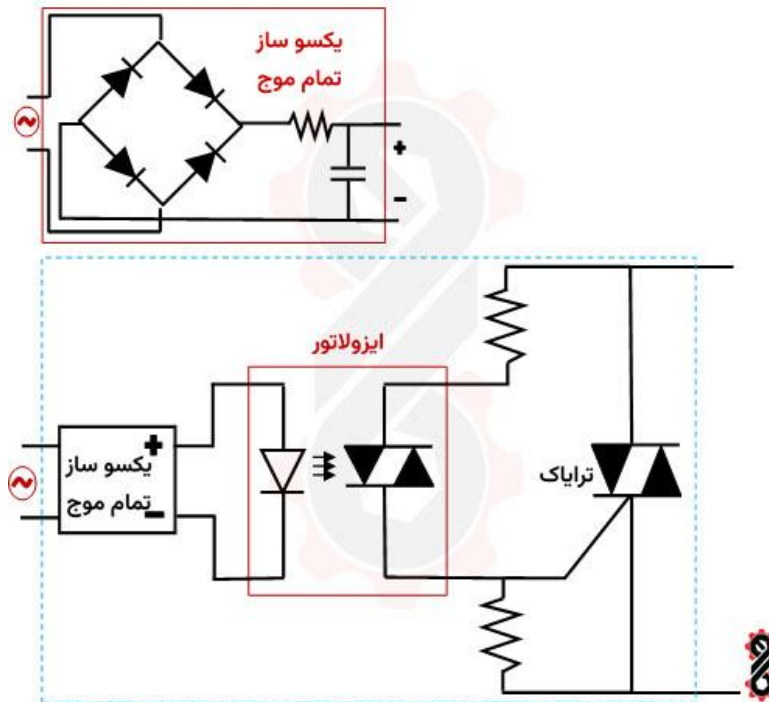 یکسو ساز
تمام موج
+
-
ایزولاتور
+
یکسو ساز
تمام موج
-
ترایاک